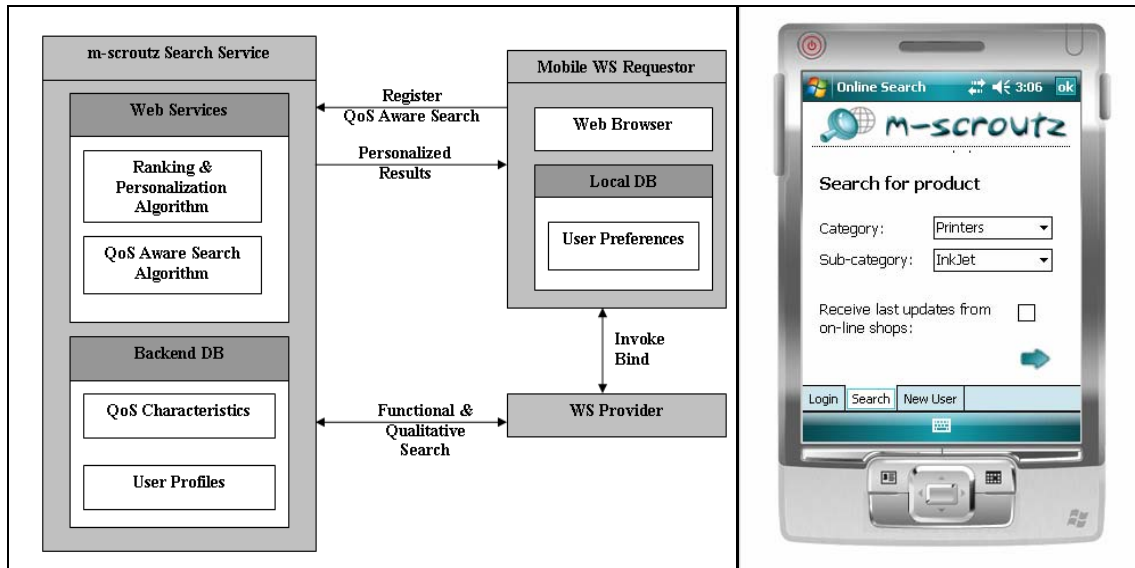 m-scroutz Search Service
Web Services
Ranking &
Personalization
Algorithm
QoS Aware Search
Algorithm
Backend DB
QoS Characteristics
User Profiles
Register
QoS Aware Search
Personalized
Results
Functional &
Qualitative
Search
Mobile WS Requestor
Web Browser
Local DB
User Preferences
Invoke
Bind
WS Provider
Online Search 3:06 ok
m-scroutz
Search for product
Category: Printers
Sub-category: InkJet
Receive last updates from
on-line shops:
Login Search New User